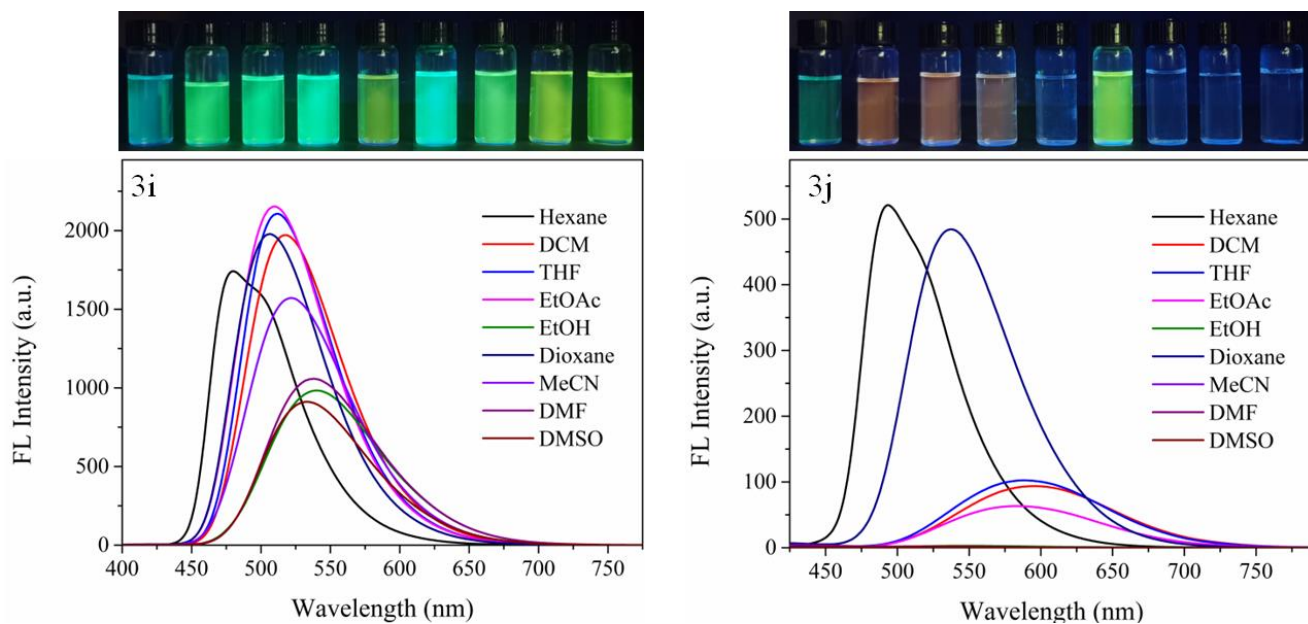 3i
Hexane
DCM
THF
EtOAc
EtOH
Dioxane
MeCN
DMF
DMSO
FL Intensity (a.u.)
2000
1500
1000
500
0
400 450 500 550 600 650 700 750
Wavelength (nm)
3j
Hexane
DCM
THF
EtOAc
EtOH
Dioxane
MeCN
DMF
DMSO
FL Intensity (a.u.)
500
400
300
200
100
0
450 500 550 600 650 700 750
Wavelength (nm)